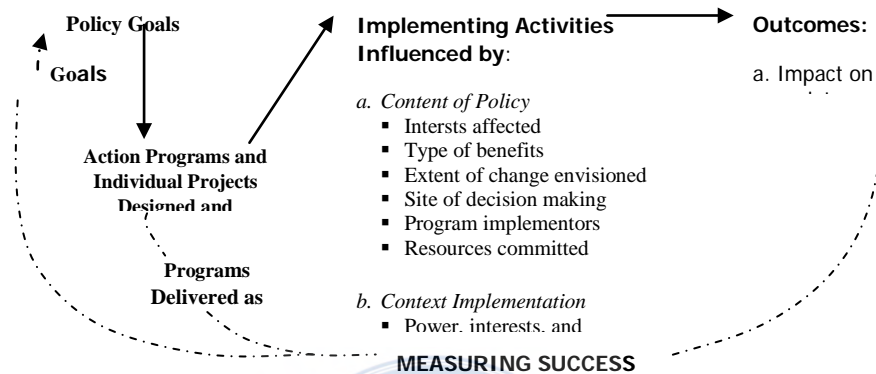 Policy Goals
Goals
Action Programs and
Individual Projects
Designed and
Programs
Delivered as
Implementing Activities
Influenced by:
a. Content of Policy
▪ Intersts affected
▪ Type of benefits
▪ Extent of change envisioned
▪ Site of decision making
▪ Program implementors
▪ Resources committed
b. Context Implementation
▪ Power, interests, and
Outcomes:
a. Impact on
MEASURING SUCCESS